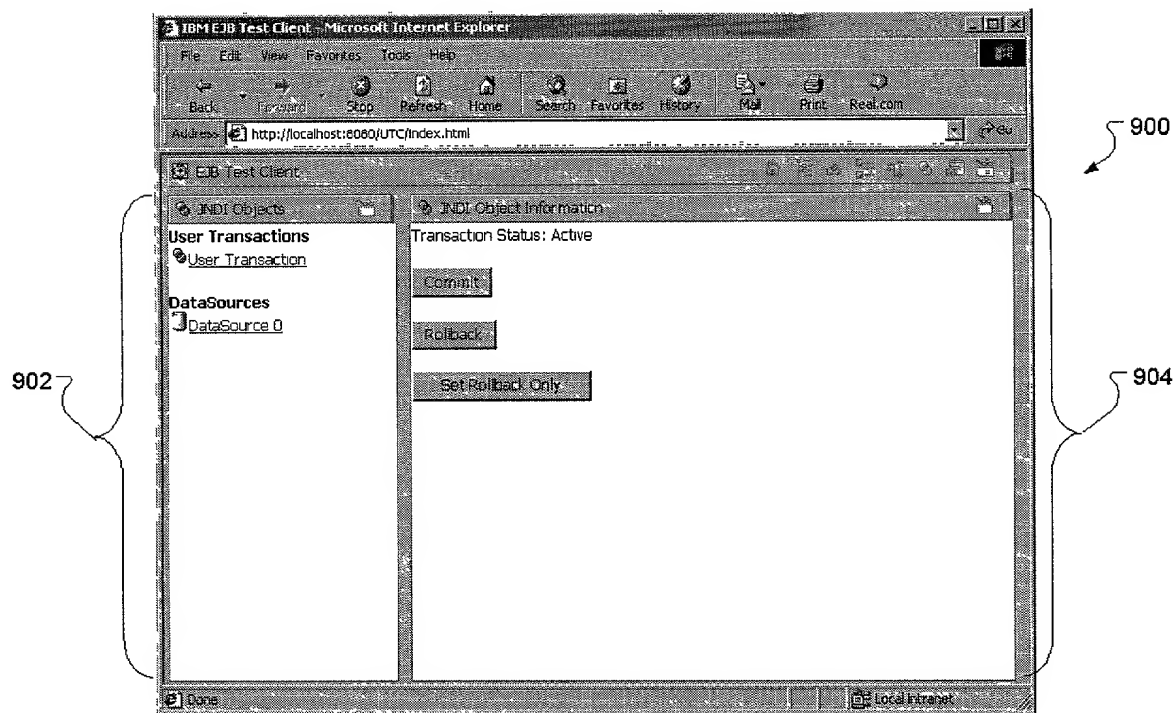 IBM EJB Test Client - Microsoft Internet Explorer
File Edit View Favorites Tools Help
Back Forward Stop Refresh Home Search Favorites History Mail Print Real.com
Address http://localhost:8080/UTC/index.html Go
900
EJB Test Client
JNDI Objects
JNDI Object Information
User Transactions
User Transaction
DataSources
DataSource 0
Transaction Status: Active
Commit
Rollback
Set Rollback Only
902
904
Done
Local intranet